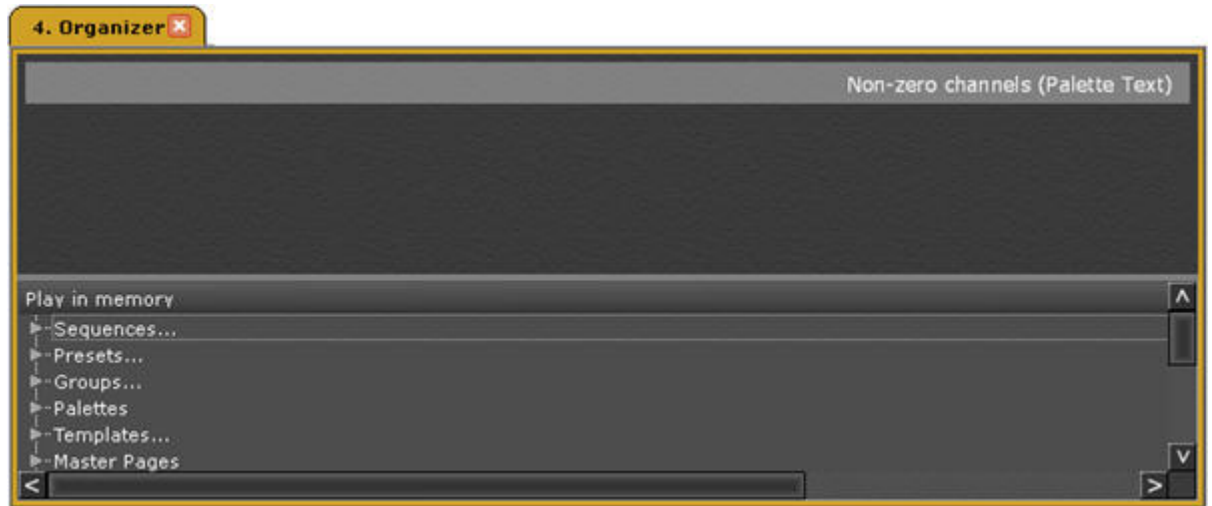 4. Organizer
Non-zero channels (Palette Text)
Play in memory
Sequences...
Presets...
Groups...
Palettes
Templates...
Master Pages